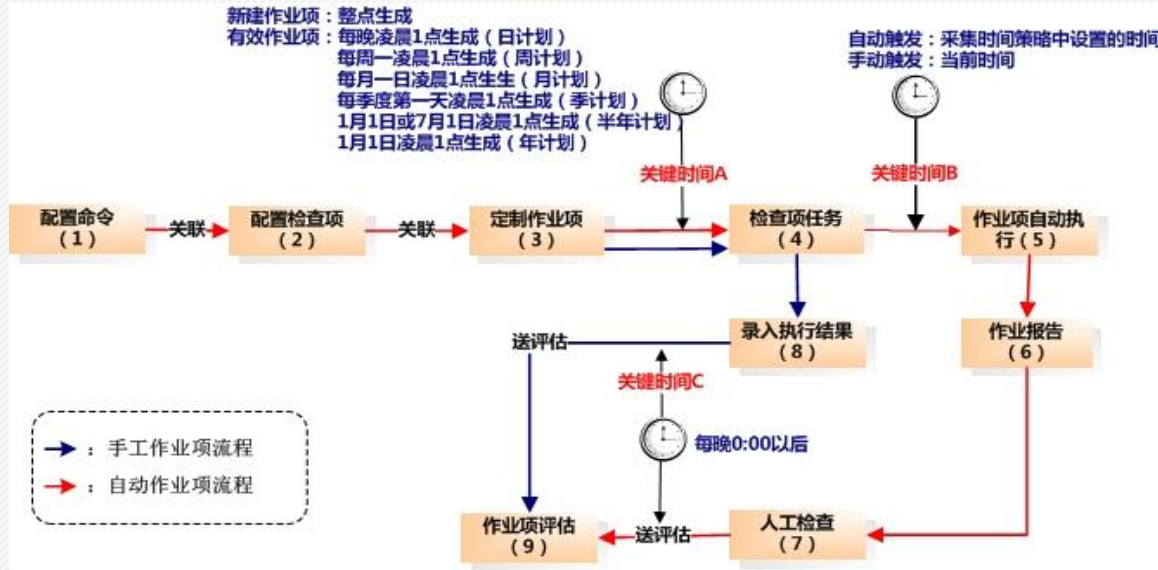 新建作业项：整点生成
有效作业项：每晚凌晨1点生成（日计划）
每周一凌晨1点生成（周计划）
每月一日凌晨1点生生（月计划）
每季度第一天凌晨1点生成（季计划）
1月1日或7月1日凌晨1点生成（半年计划）
1月1日凌晨1点生成（年计划）
自动触发：采集时间策略中设置的时间
手动触发：当前时间
关键时间A
关键时间B
配置命令
（1）
关联
配置检查项
（2）
关联
定制作业项
（3）
检查项任务
（4）
作业项自动执
行（5）
送评估
录入执行结果
（8）
作业报告
（6）
关键时间C
每晚0:00以后
：手工作业项流程
：自动作业项流程
作业项评估
（9）
送评估
人工检查
（7）